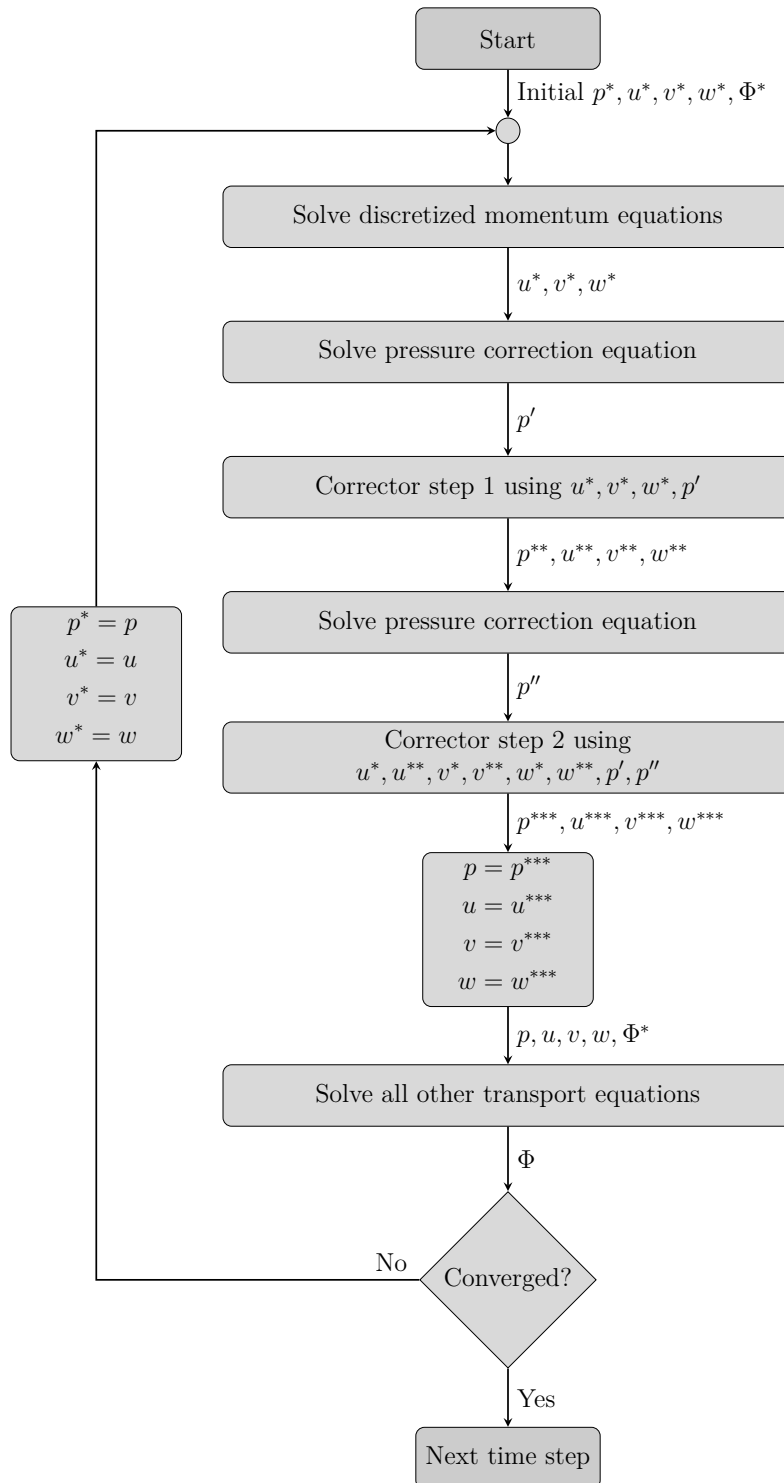 Start
Initial p*, u*, v*, w*, Φ*
Solve discretized momentum equations
u*, v*, w*
Solve pressure correction equation
p′
Corrector step 1 using u*, v*, w*, p′
p**, u**, v**, w**
Solve pressure correction equation
p″
Corrector step 2 using
u*, u**, v*, v**, w*, w**, p′, p″
p***, u***, v***, w***
p = p***
u = u***
v = v***
w = w***
p, u, v, w, Φ*
Solve all other transport equations
Φ
Converged?
No
p* = p
u* = u
v* = v
w* = w
Yes
Next time step